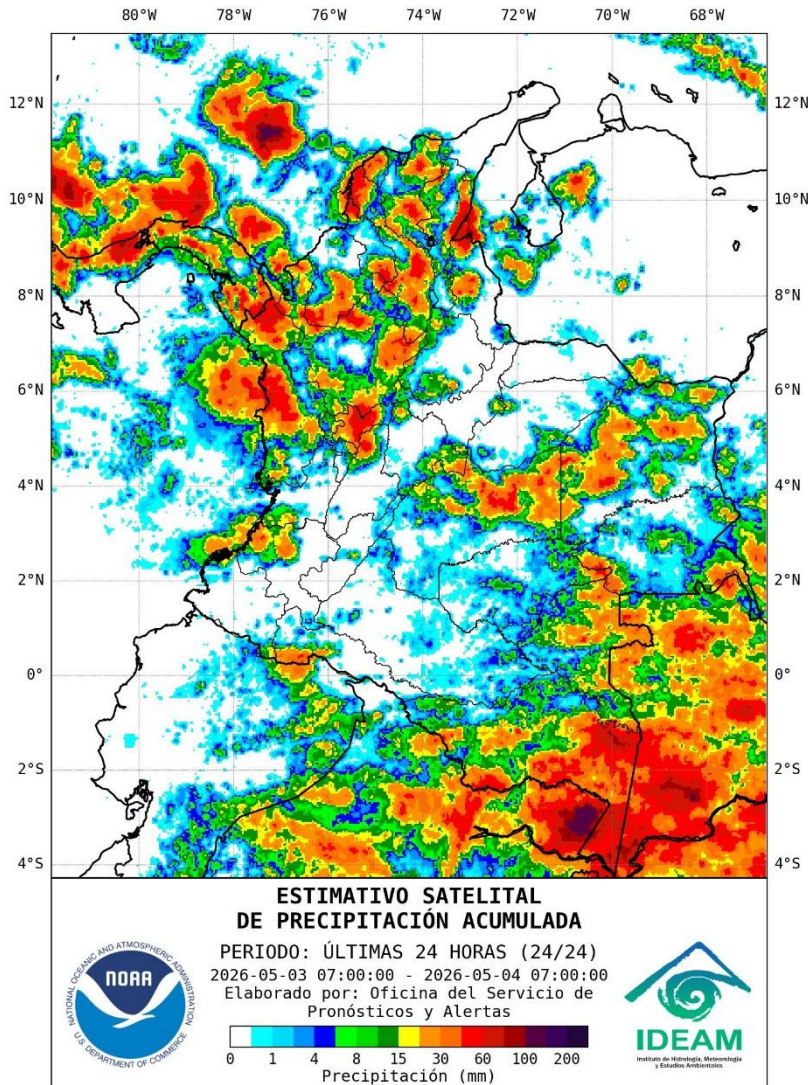 80°W 78°W 76°W 74°W 72°W 70°W 68°W
12°N 12°N
10°N 10°N
8°N 8°N
6°N 6°N
4°N 4°N
2°N 2°N
0° 0°
2°S 2°S
4°S 4°S
ESTIMATIVO SATELITAL
DE PRECIPITACIÓN ACUMULADA
PERIODO: ÚLTIMAS 24 HORAS (24/24)
2026-05-03 07:00:00 - 2026-05-04 07:00:00
Elaborado por: Oficina del Servicio de
Pronósticos y Alertas
0 1 4 8 15 30 60 100 200
Precipitación (mm)
NATIONAL OCEANIC AND ATMOSPHERIC ADMINISTRATION
NOAA
U.S. DEPARTMENT OF COMMERCE
IDEAM
Instituto de Hidrología, Meteorología
y Estudios Ambientales